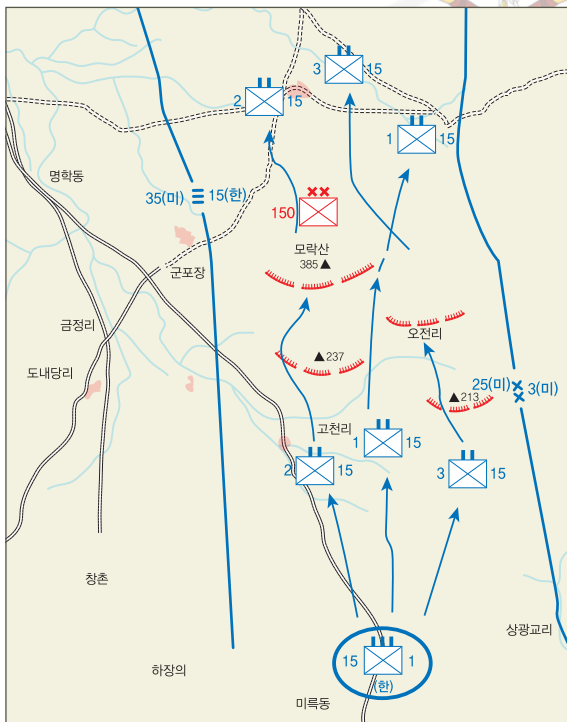 3 15
2 15
1 15
명학동
35(미) 15(한)
150
모락산
385
군포장
금정리
오전리
237
도내당리
25(미) 3(미)
213
고천리
1 15
2 15
3 15
창촌
상광교리
15 1
하장의
(한)
미륵동